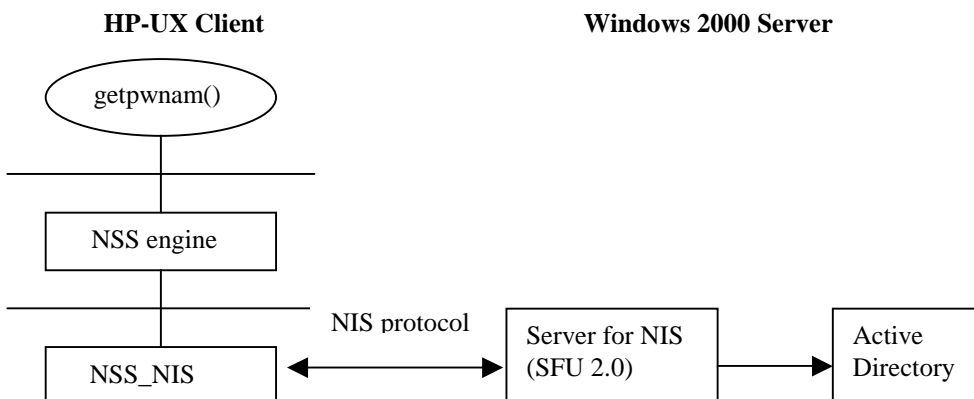 HP-UX Client
Windows 2000 Server
getpwnam()
NSS engine
NIS protocol
NSS_NIS
Server for NIS
(SFU 2.0)
Active
Directory